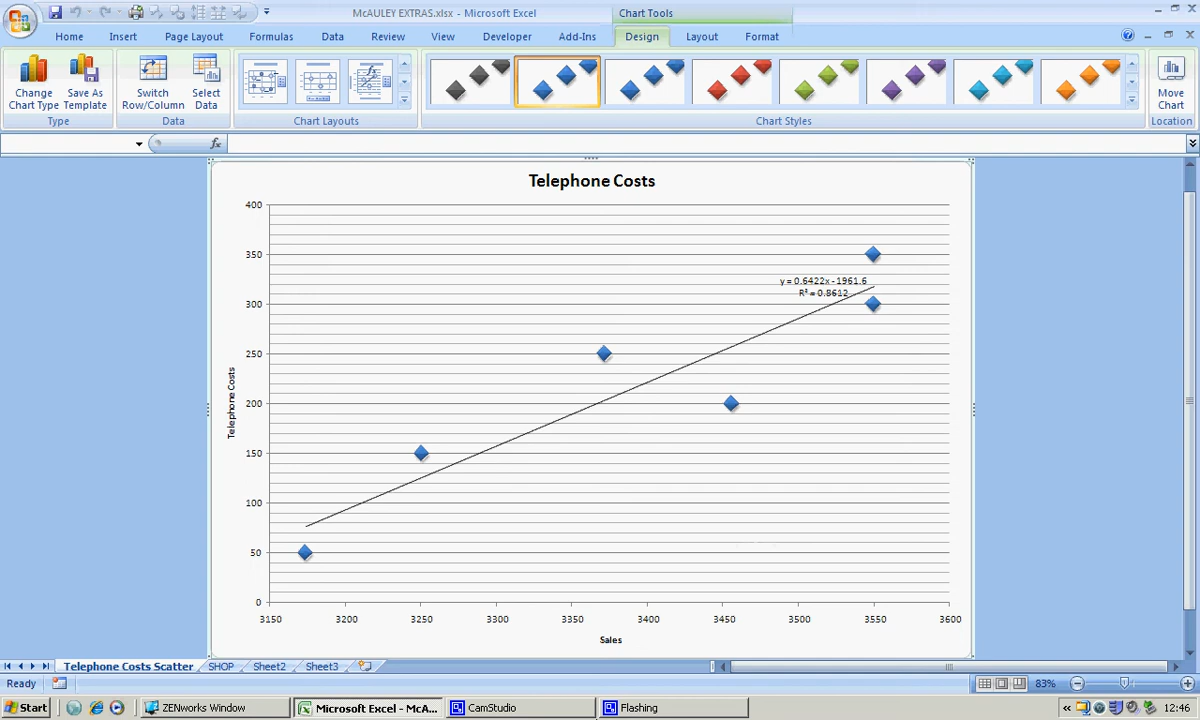 McAULEY EXTRAS.xlsx - Microsoft Excel
Chart Tools
Home Insert Page Layout Formulas Data Review View Developer Add-Ins Design Layout Format
Change Chart Type
Save As Template
Switch Row/Column
Select Data
Move Chart
Type Data Chart Layouts Chart Styles Location
fx
Telephone Costs
400
350
300
250
200
150
100
50
0
y = 0.6422x - 1961.6
R² = 0.8612
Telephone Costs
3150 3200 3250 3300 3350 3400 3450 3500 3550 3600
Sales
Telephone Costs Scatter SHOP Sheet2 Sheet3
Ready 83%
Start ZENworks Window Microsoft Excel - McA... CamStudio Flashing « 12:46